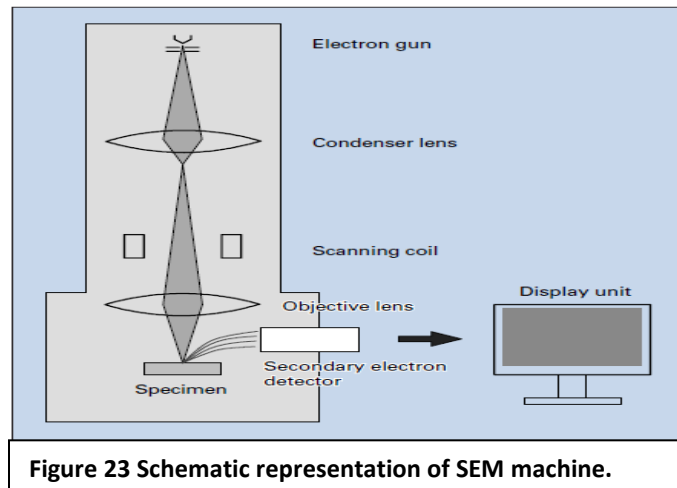 Electron gun
Condenser lens
Scanning coil
Display unit
Objective lens
Secondary electron
detector
Specimen
Figure 23 Schematic representation of SEM machine.